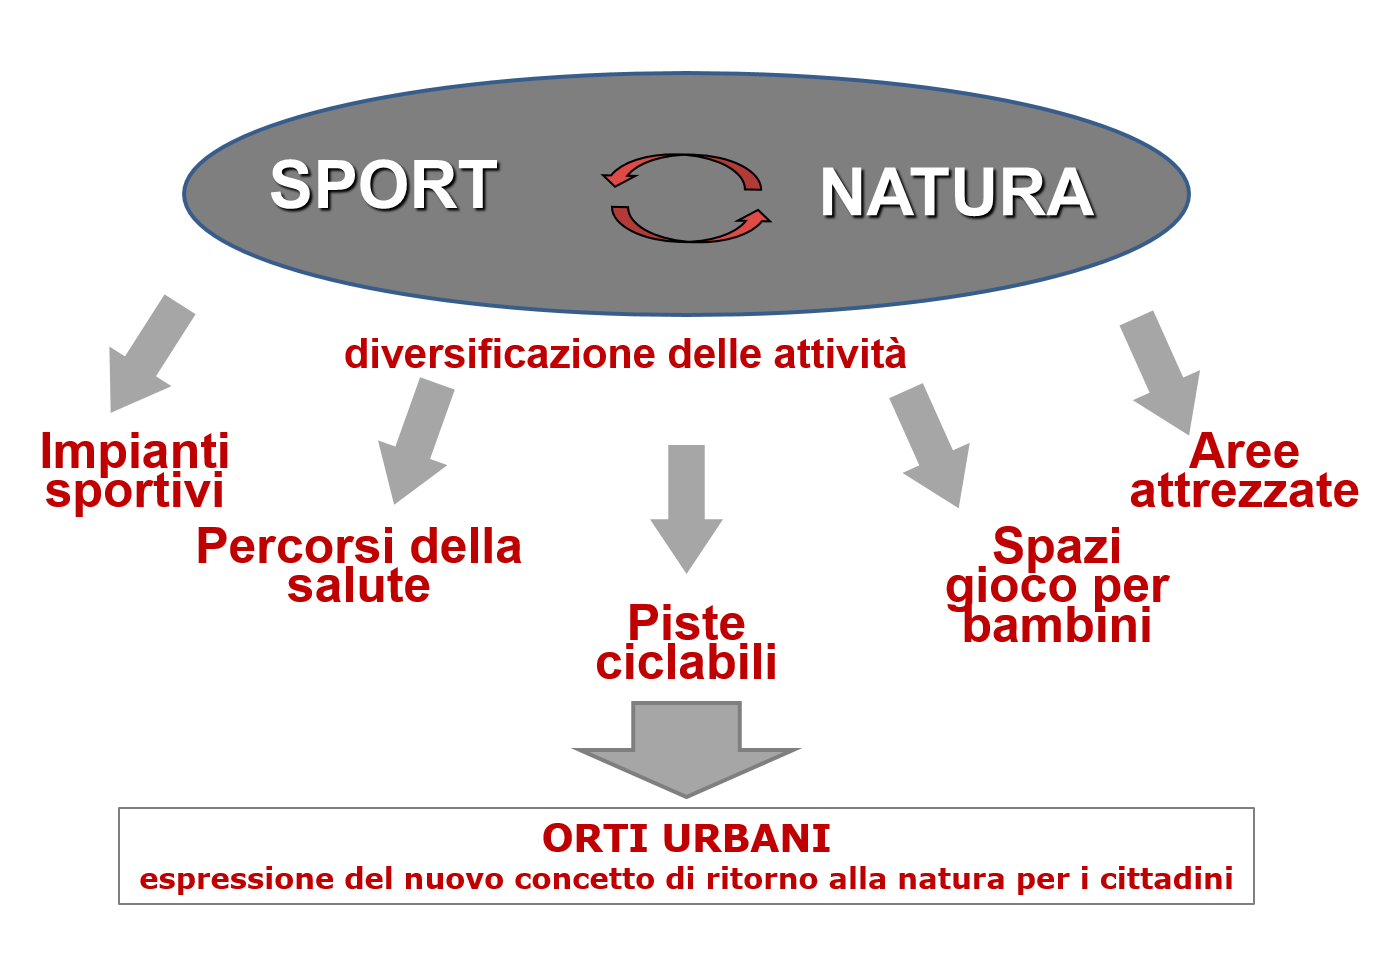 SPORT
NATURA
diversificazione delle attività
Impianti
sportivi
Percorsi della
salute
Piste
ciclabili
Spazi
gioco per
bambini
Aree
attrezzate
ORTI URBANI
espressione del nuovo concetto di ritorno alla natura per i cittadini